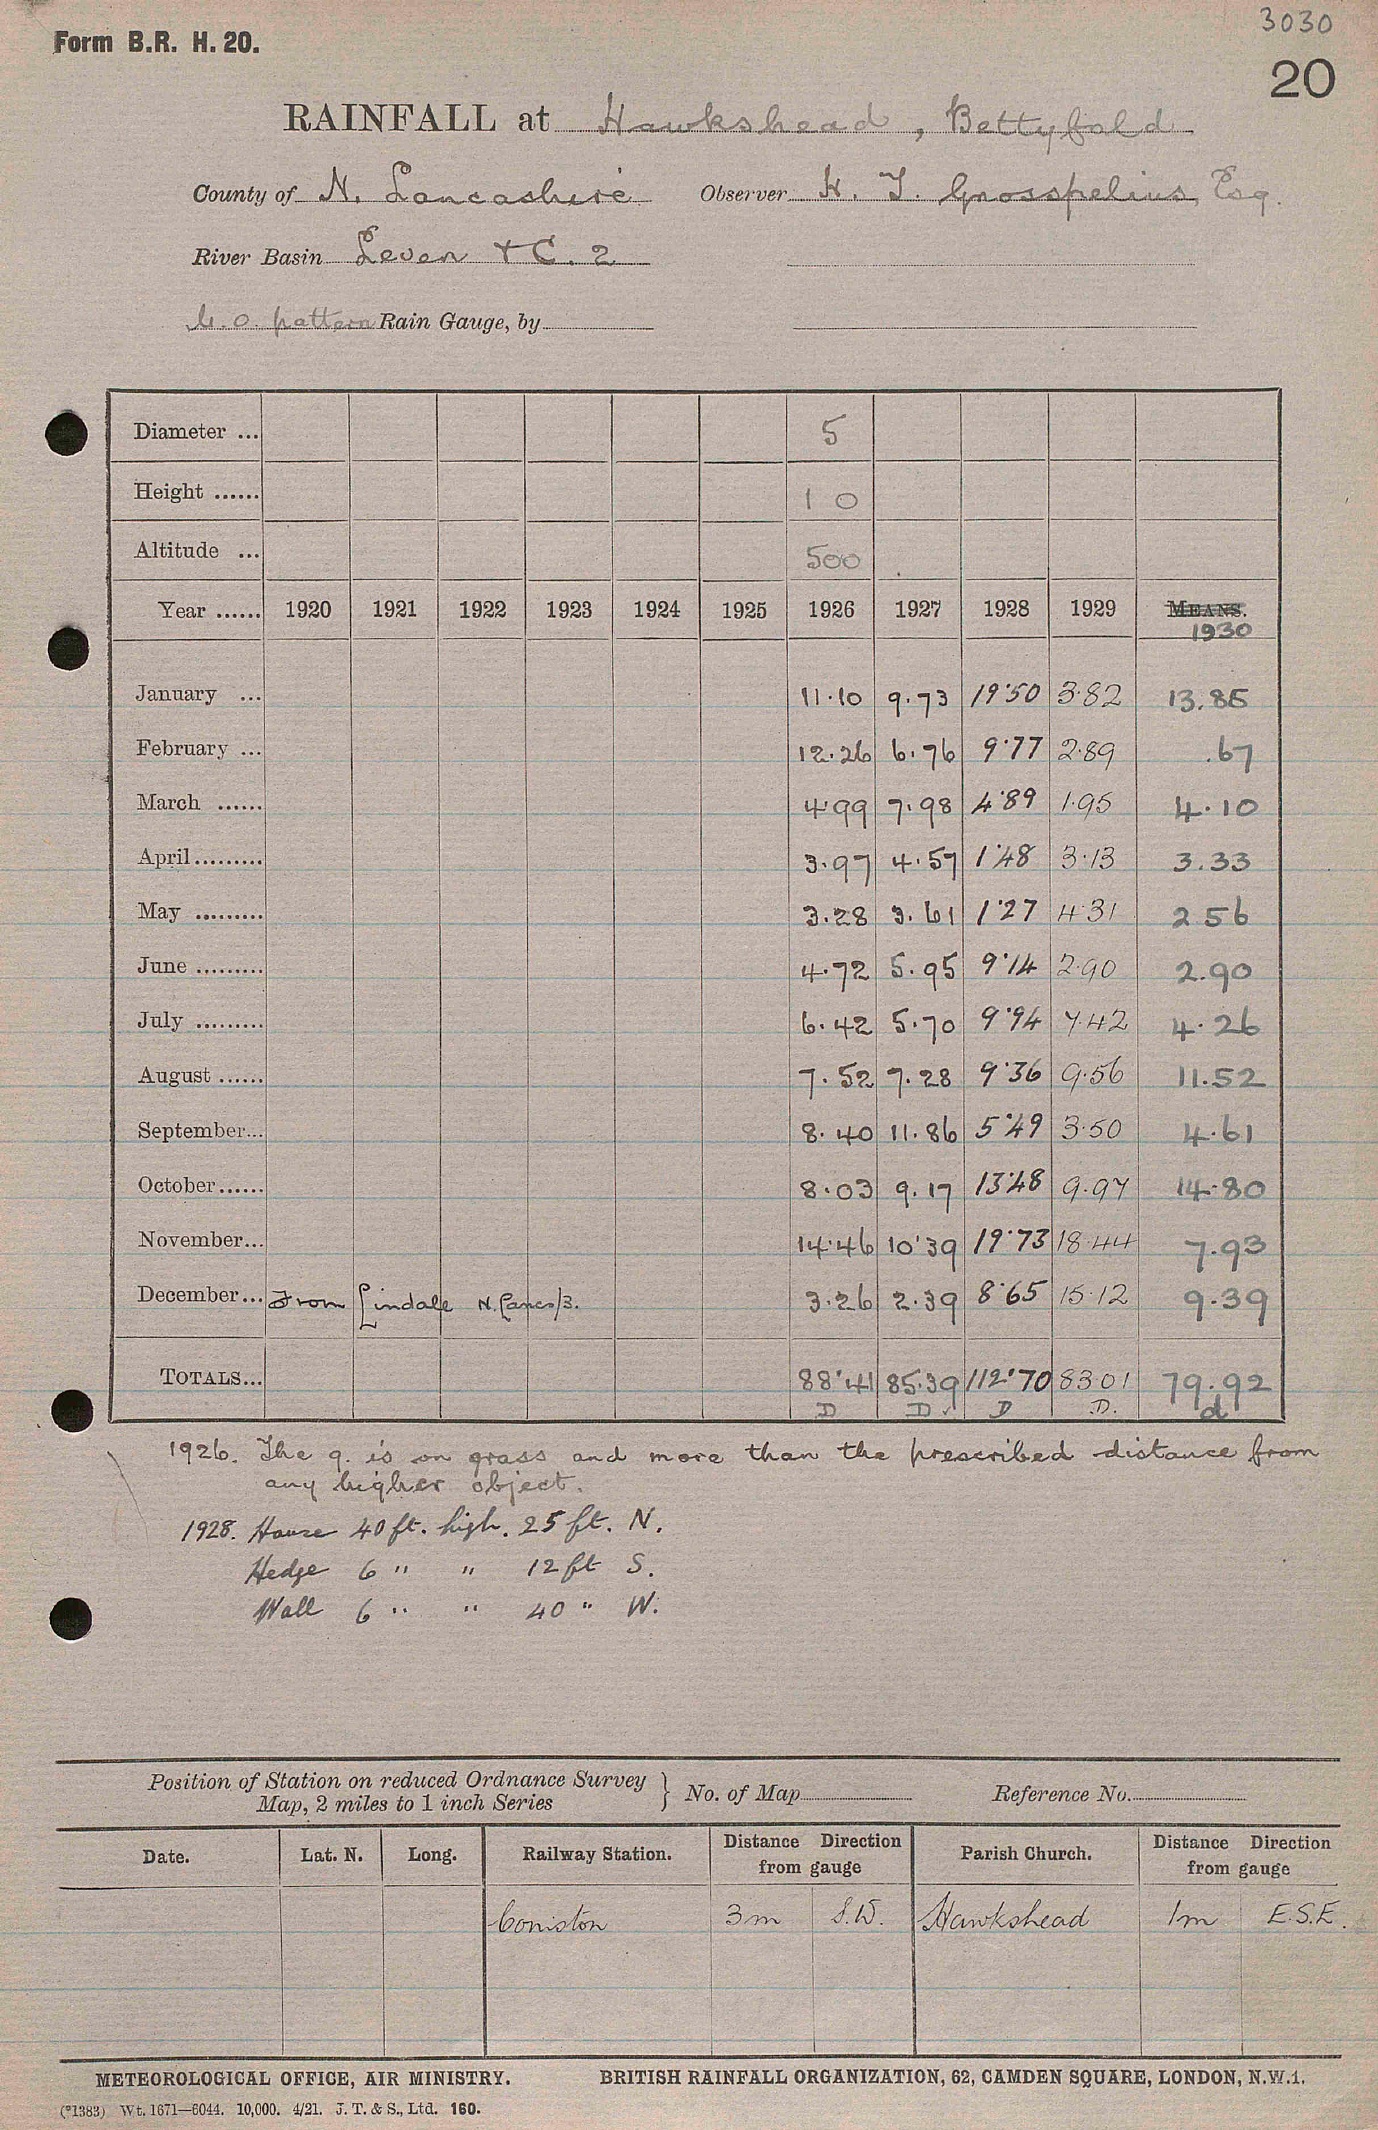 3030
Form B.R. H. 20.
20
RAINFALL at Hawkshead, Bettyfold
County of N. Lancashire Observer H. T. Grosspelius, Esq.
River Basin Leven & C. 2
M. O. pattern Rain Gauge, by
Diameter ... 5
Height ...... 1 0
Altitude ... 500
Year ...... 1920 1921 1922 1923 1924 1925 1926 1927 1928 1929 MEANS.
1930
January ... 11.10 9.73 19.50 3.82 13.85
February ... 12.26 6.76 9.77 2.89 .67
March ...... 4.99 7.98 4.89 1.95 4.10
April ......... 3.97 4.57 1.48 3.13 3.33
May ......... 3.28 3.61 1.27 4.31 2 56
June ......... 4.72 5.95 9.14 2.90 2.90
July ......... 6.42 5.70 9.94 7.42 4.26
August ...... 7.52 7.28 9.36 9.56 11.52
September... 8.40 11.86 5.49 3.50 4.61
October...... 8.03 9.17 13.48 9.97 14.80
November... 14.46 10.39 19.73 18.44 7.93
December... From Lindale N. Lancs/3. 3.26 2.39 8.65 15.12 9.39
TOTALS... 88.41 85.39 112.70 83 01 79.92
D D ✓ D D. d
1926. The g. is on grass and more than the prescribed distance from
any higher object.
1928. House 40 ft. high. 25 ft. N.
Hedge 6 " " 12 ft S.
Wall 6 " " 40 " W.
Position of Station on reduced Ordnance Survey
Map, 2 miles to 1 inch Series } No. of Map Reference No.
Date. Lat. N. Long. Railway Station. Distance Direction from gauge Parish Church. Distance Direction from gauge
Coniston 3m S.W. Hawkshead 1m E.S.E.
METEOROLOGICAL OFFICE, AIR MINISTRY. BRITISH RAINFALL ORGANIZATION, 62, CAMDEN SQUARE, LONDON, N.W.1.
(*1383) Wt. 1671—6044. 10,000. 4/21. J. T. & S., Ltd. 160.